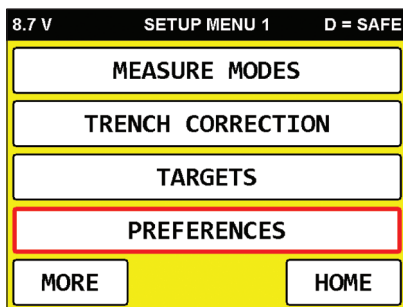 8.7 V SETUP MENU 1 D = SAFE
MEASURE MODES
TRENCH CORRECTION
TARGETS
PREFERENCES
MORE HOME